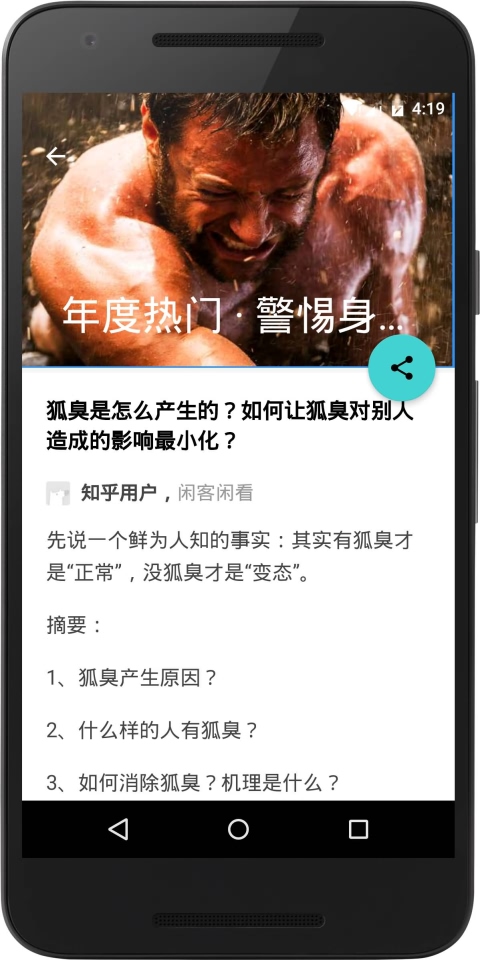 4:19
年度热门 · 警惕身...
狐臭是怎么产生的？如何让狐臭对别人
造成的影响最小化？
知乎用户，闲客闲看
先说一个鲜为人知的事实：其实有狐臭才
是“正常”，没狐臭才是“变态”。
摘要：
1、狐臭产生原因？
2、什么样的人有狐臭？
3、如何消除狐臭？机理是什么？